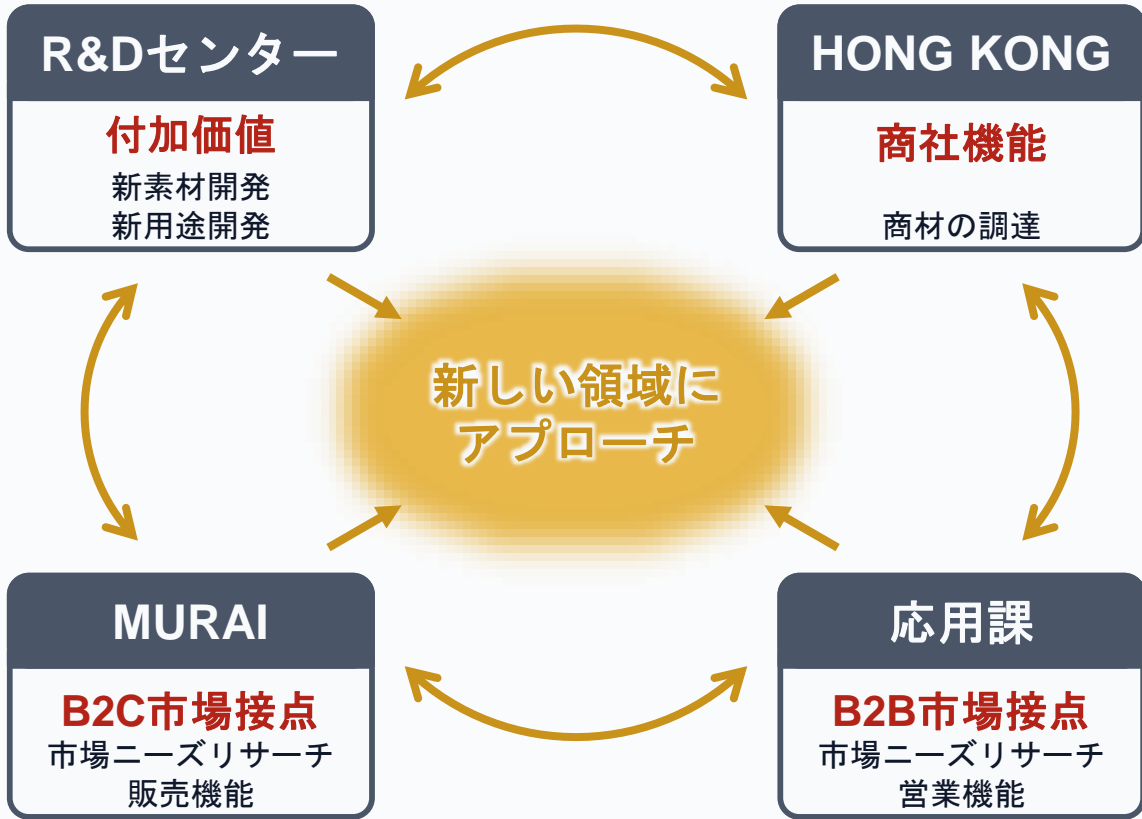 R&Dセンター
付加価値
新素材開発
新用途開発
HONG KONG
商社機能
商材の調達
新しい領域に
アプローチ
MURAI
B2C市場接点
市場ニーズリサーチ
販売機能
応用課
B2B市場接点
市場ニーズリサーチ
営業機能